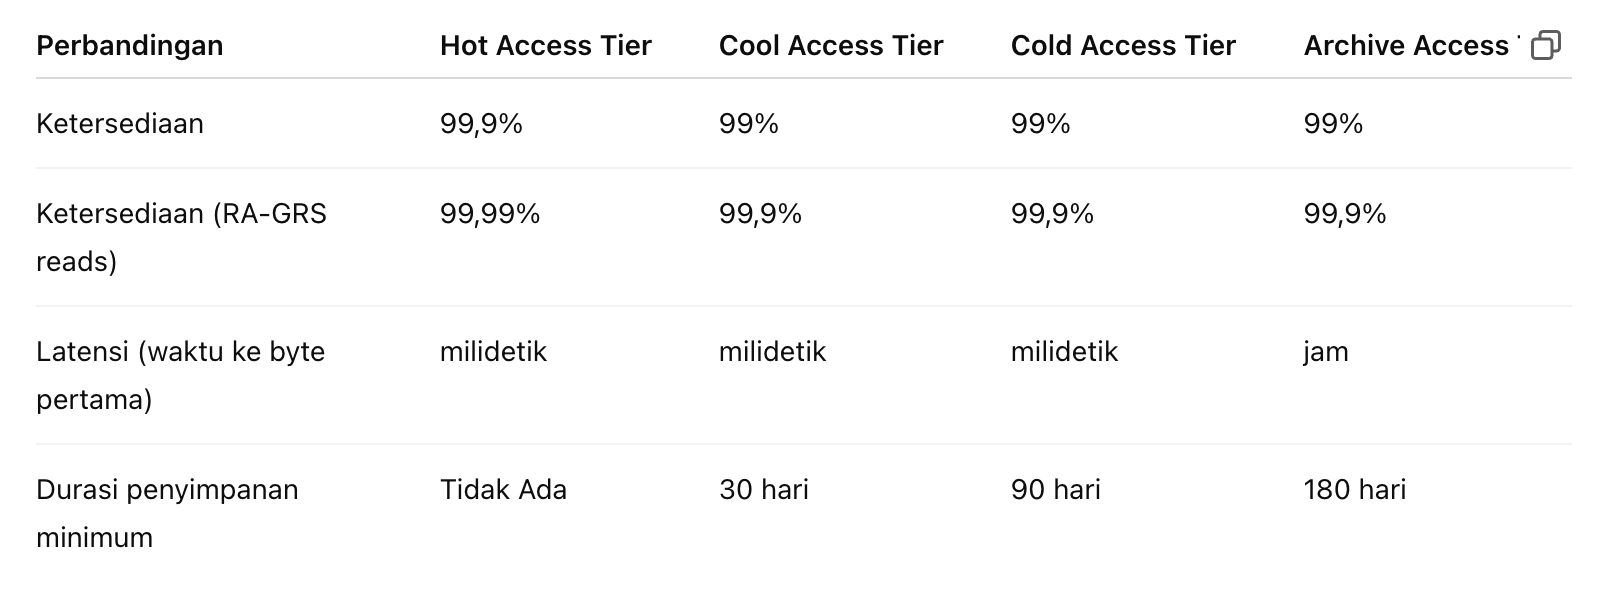 Perbandingan Hot Access Tier Cool Access Tier Cold Access Tier Archive Access
Ketersediaan 99,9% 99% 99% 99%
Ketersediaan (RA-GRS 99,99% 99,9% 99,9% 99,9%
reads)
Latensi (waktu ke byte milidetik milidetik milidetik jam
pertama)
Durasi penyimpanan Tidak Ada 30 hari 90 hari 180 hari
minimum